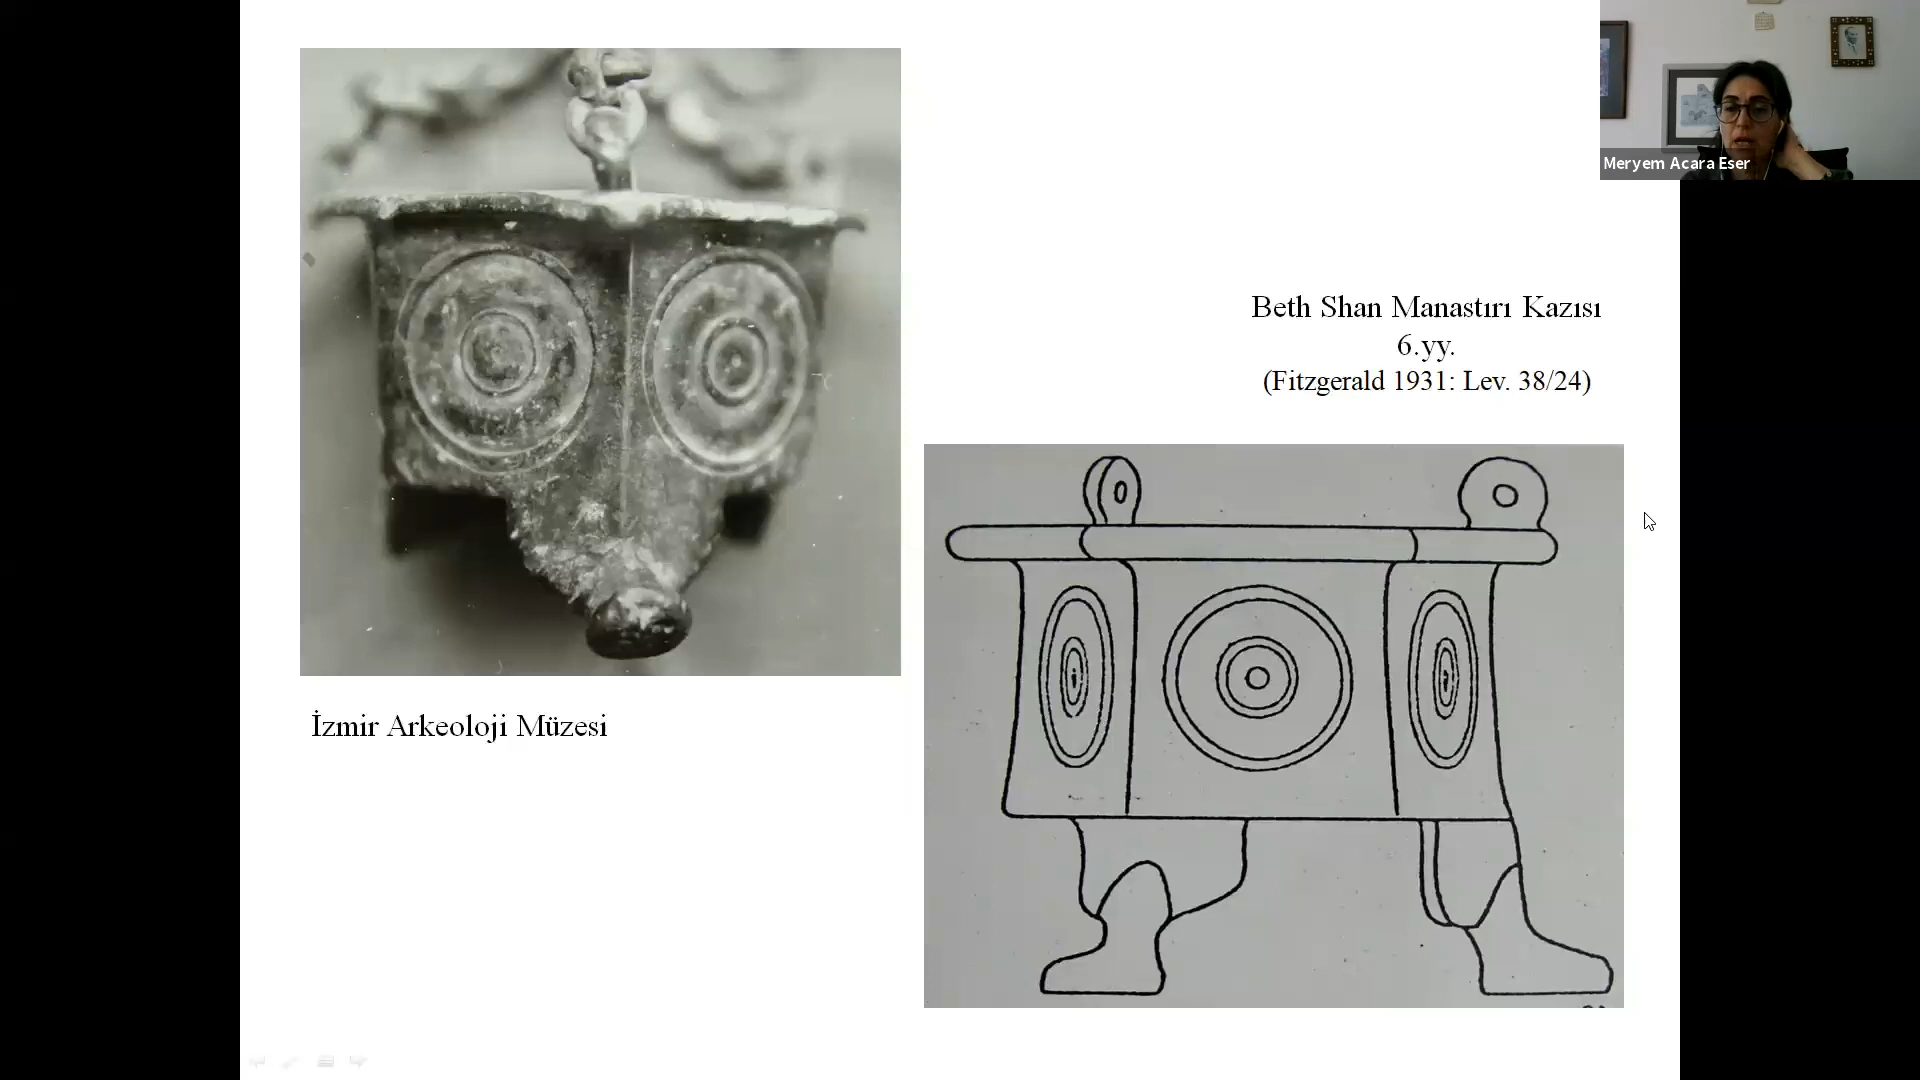 Meryem Acara Eser
Beth Shan Manastırı Kazısı
6.yy.
(Fitzgerald 1931: Lev. 38/24)
İzmir Arkeoloji Müzesi